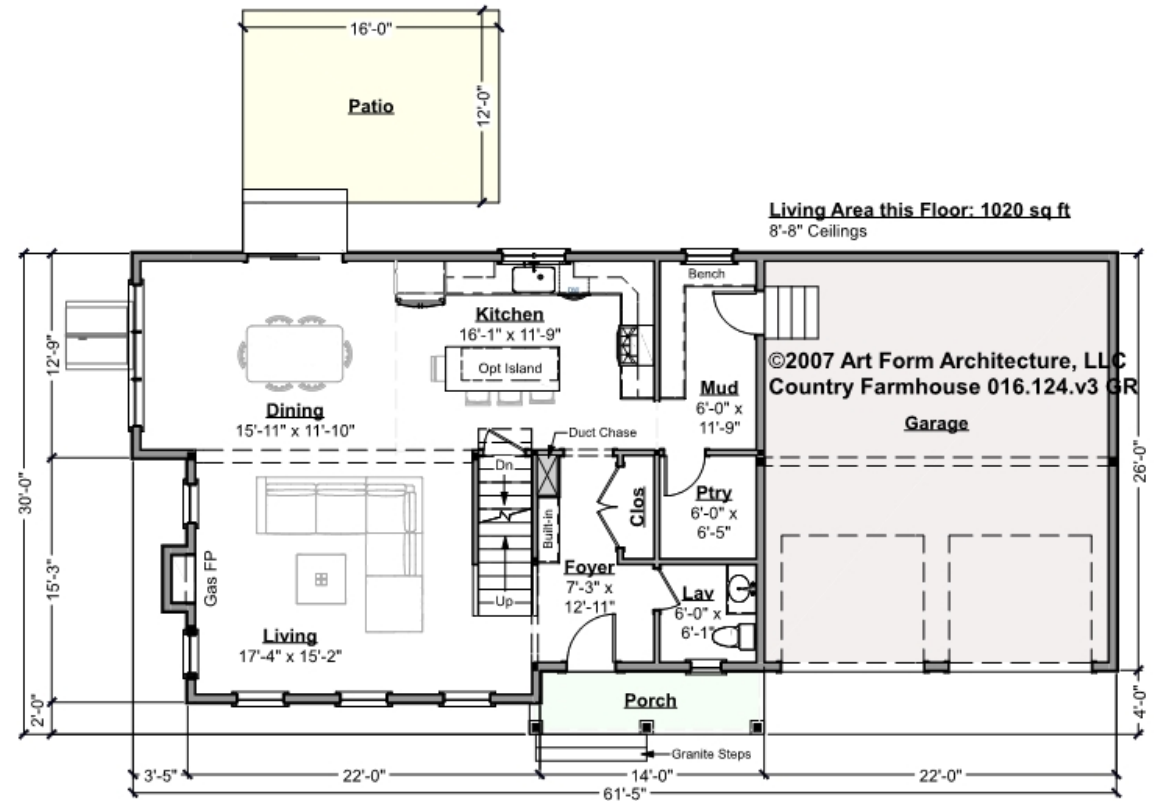 16'-0"
Patio
12'-0"
Living Area this Floor: 1020 sq ft
8'-8" Ceilings
Bench
Kitchen
16'-1" x 11'-9"
Opt Island
DW
©2007 Art Form Architecture, LLC
Country Farmhouse 016.124.v3 GR
Garage
Mud
6'-0" x
11'-9"
Dining
15'-11" x 11'-10"
Duct Chase
Dn
Built-in
Clos
Ptry
6'-0" x
6'-5"
Foyer
7'-3" x
12'-11"
Up
Gas FP
Lav
6'-0" x
6'-1"
Living
17'-4" x 15'-2"
Porch
Granite Steps
30'-0"
12'-9"
15'-3"
2'-0"
26'-0"
4'-0"
3'-5"
22'-0"
14'-0"
22'-0"
61'-5"